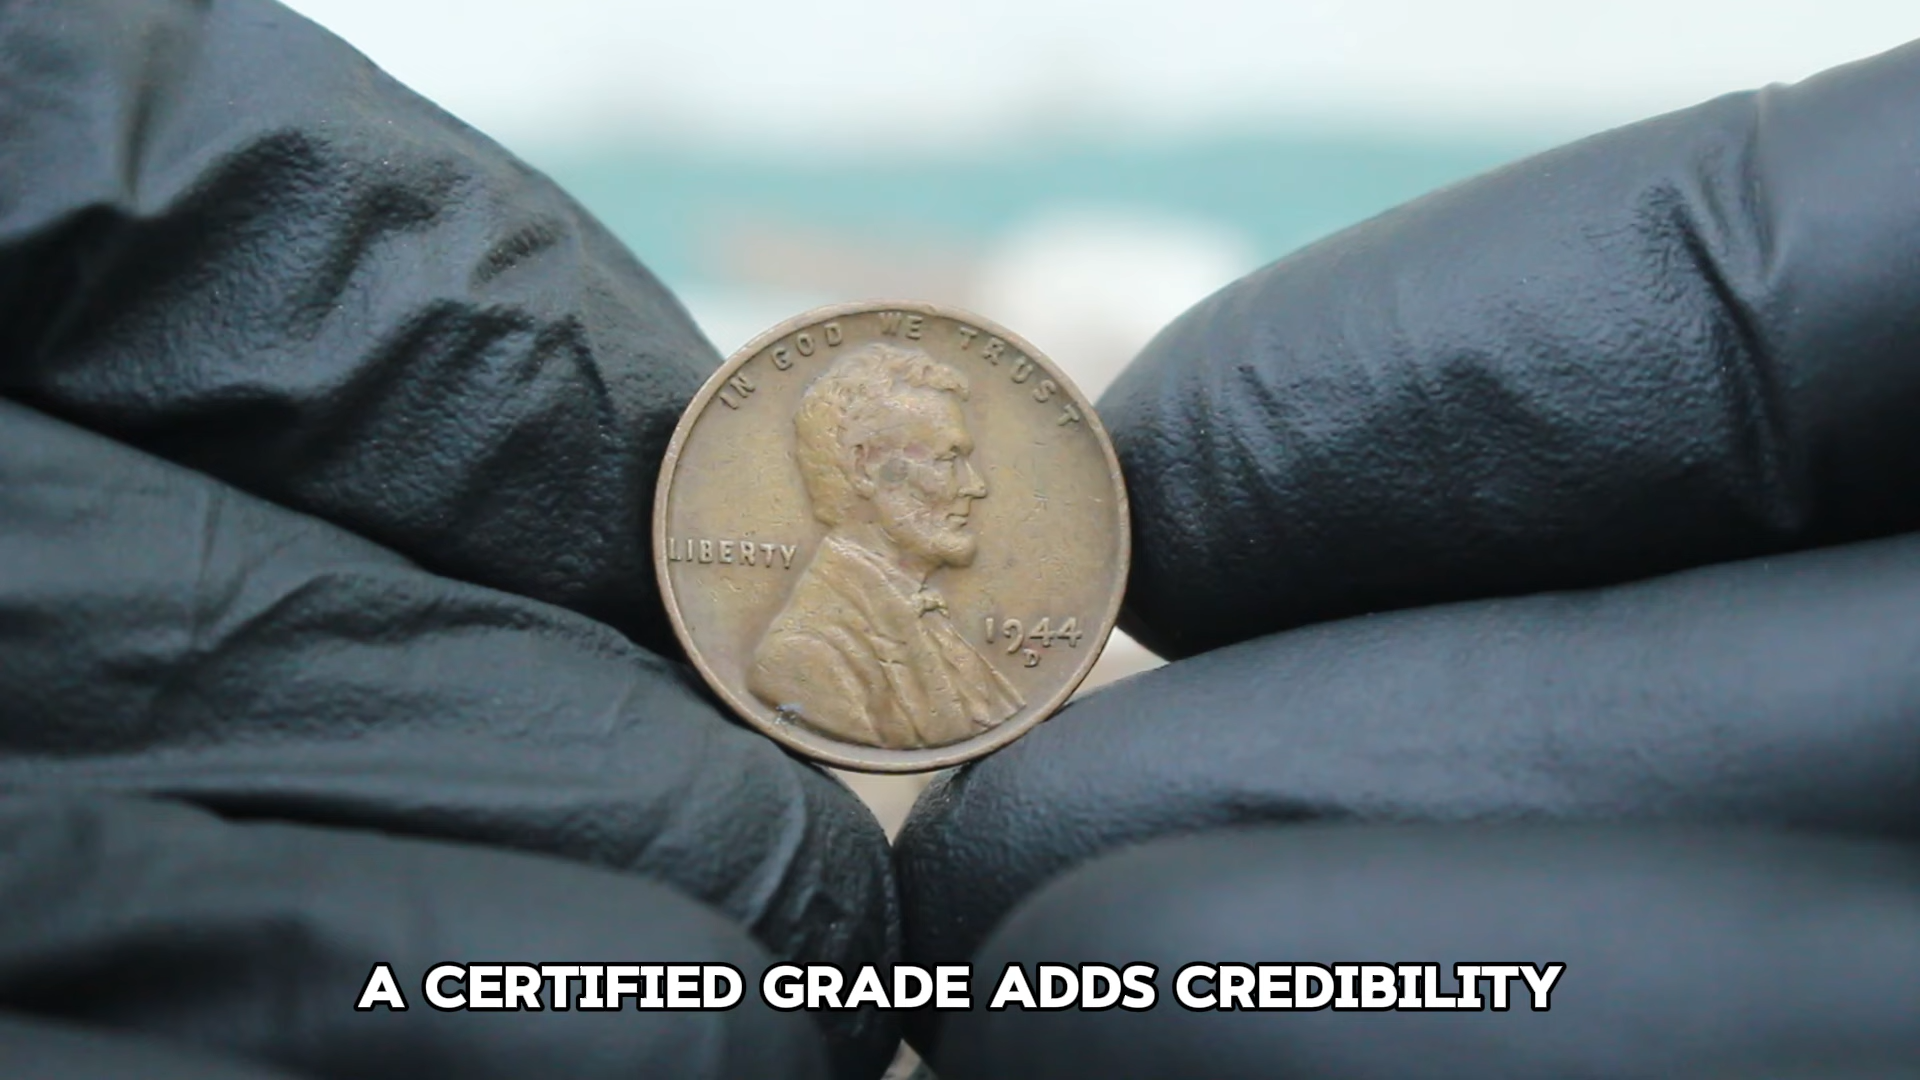 IN GOD WE TRUST
LIBERTY
1944
D
A CERTIFIED GRADE ADDS CREDIBILITY